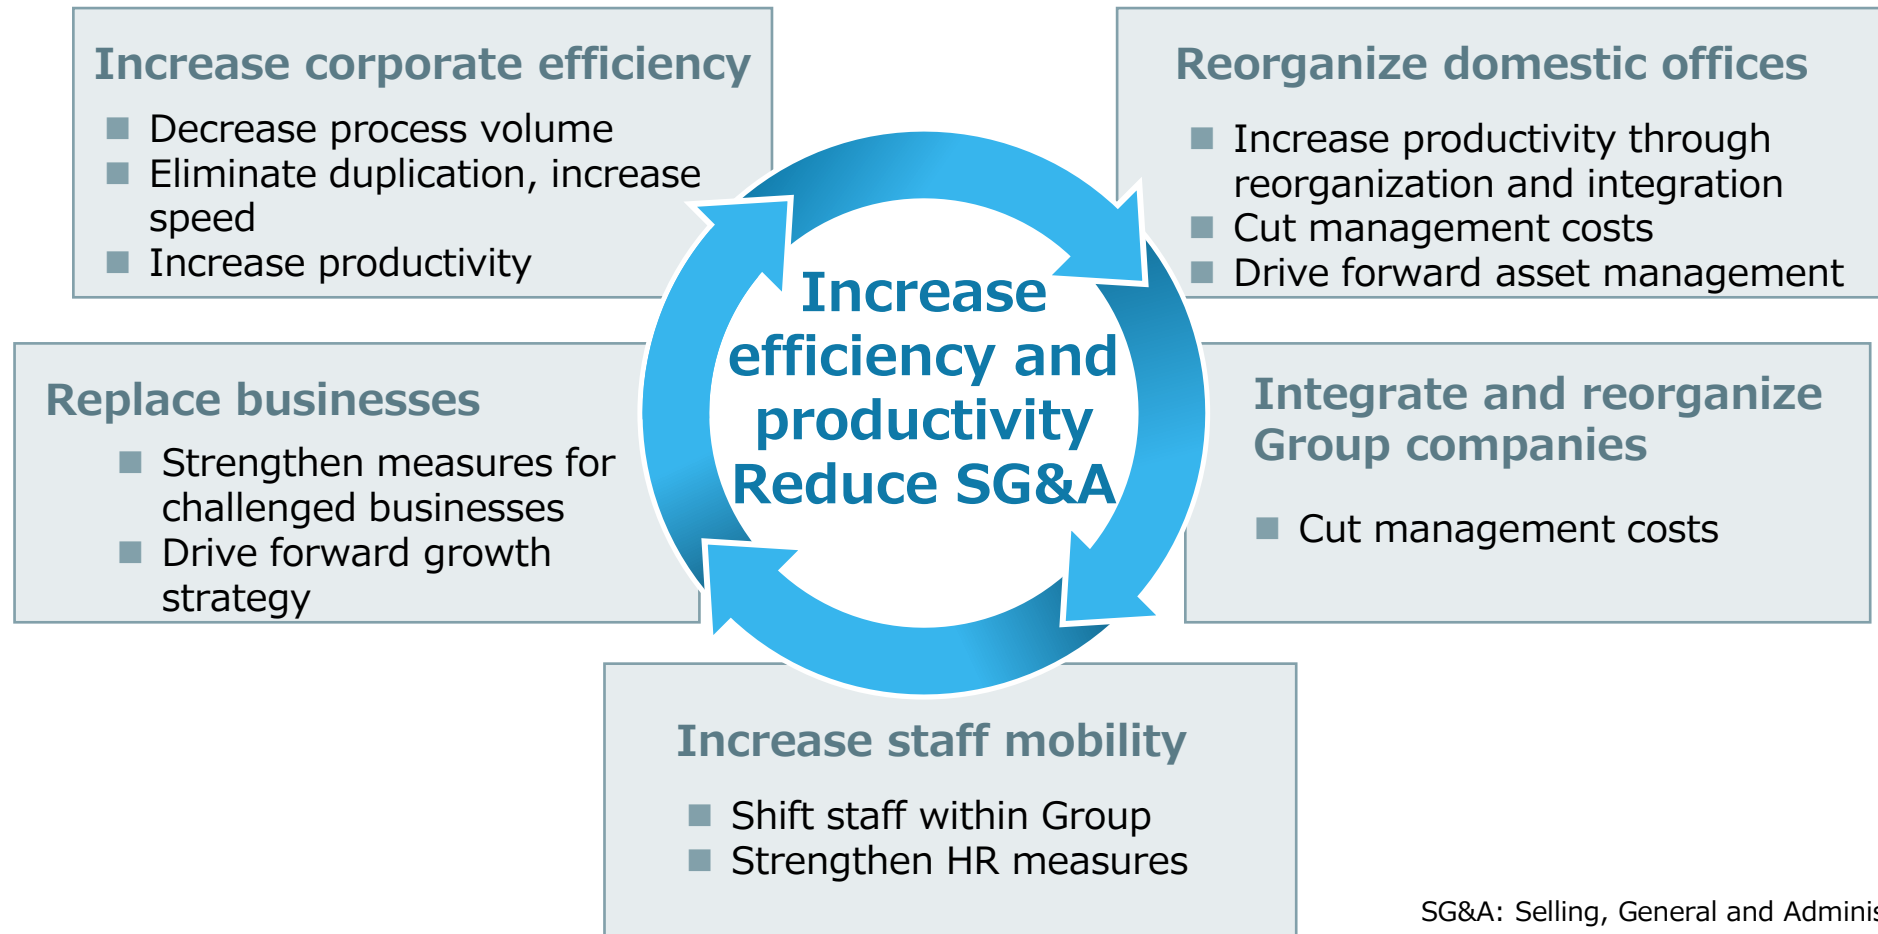 Increase corporate efficiency
■ Decrease process volume
■ Eliminate duplication, increase
speed
■ Increase productivity
Reorganize domestic offices
■ Increase productivity through
reorganization and integration
■ Cut management costs
■ Drive forward asset management
Increase
efficiency and
productivity
Reduce SG&A
Replace businesses
■ Strengthen measures for
challenged businesses
■ Drive forward growth
strategy
Integrate and reorganize
Group companies
■ Cut management costs
Increase staff mobility
■ Shift staff within Group
■ Strengthen HR measures
SG&A: Selling, General and